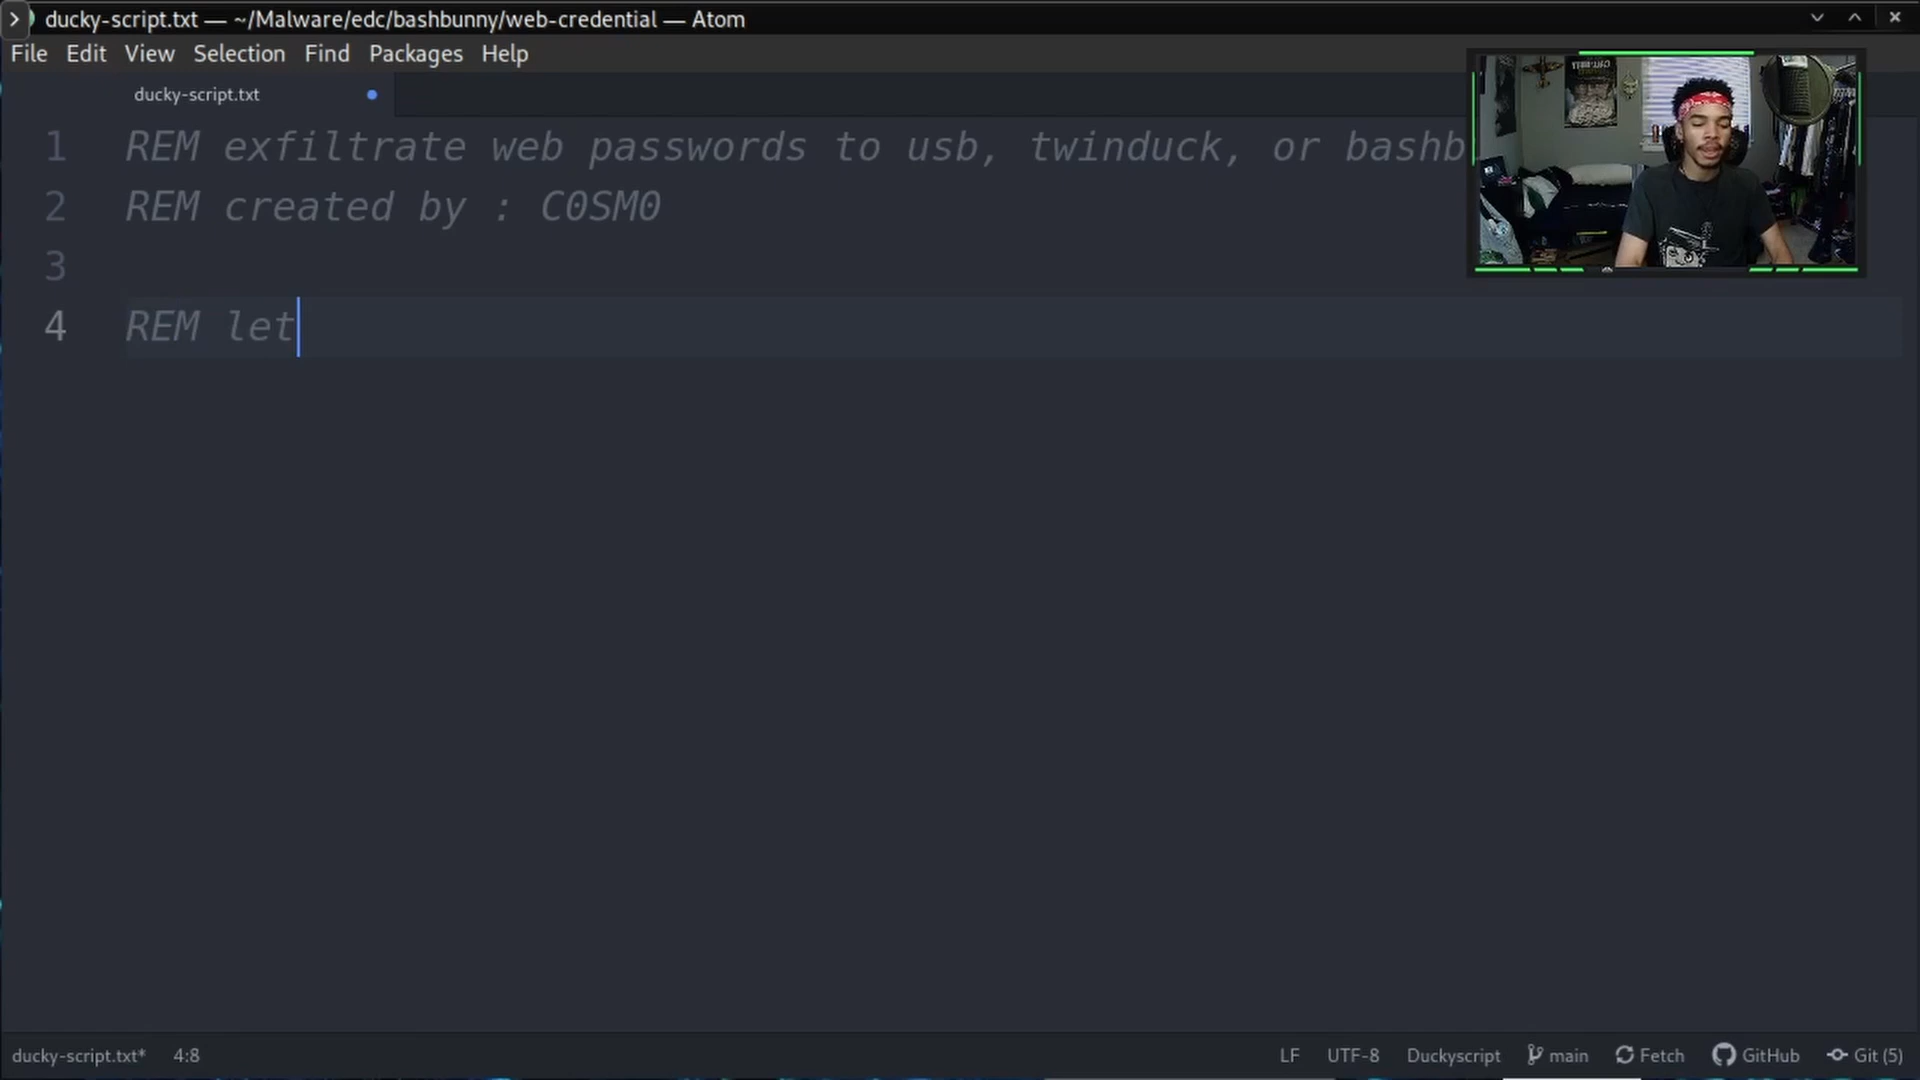 ducky-script.txt — ~/Malware/edc/bashbunny/web-credential — Atom
File Edit View Selection Find Packages Help
ducky-script.txt
1 REM exfiltrate web passwords to usb, twinduck, or bashb
2 REM created by : C0SM0
3
4 REM let
ducky-script.txt* 4:8 LF UTF-8 Duckyscript main Fetch GitHub Git (5)